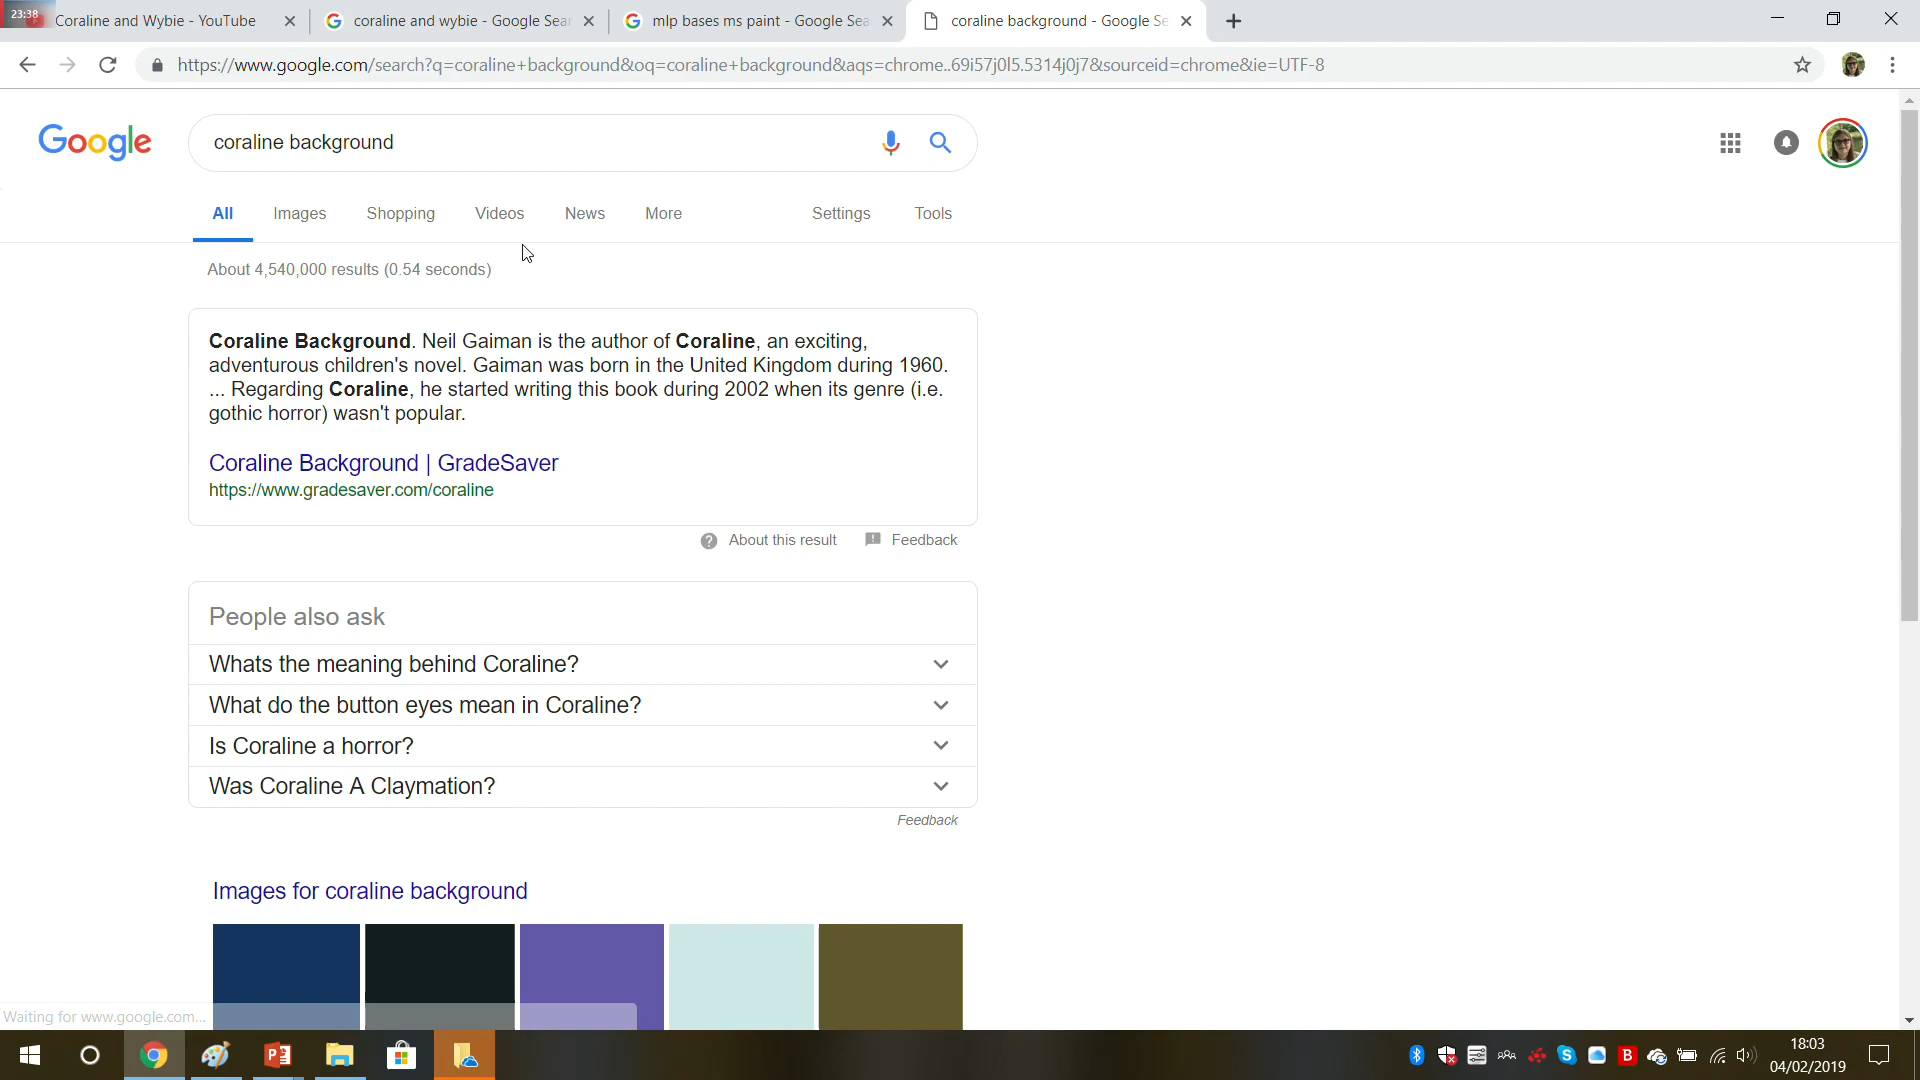 23:38
Coraline and Wybie - YouTube
coraline and wybie - Google Sear
mlp bases ms paint - Google Sea
coraline background - Google Se
https://www.google.com/search?q=coraline+background&oq=coraline+background&aqs=chrome..69i57j0l5.5314j0j7&sourceid=chrome&ie=UTF-8
Google
coraline background
All
Images
Shopping
Videos
News
More
Settings
Tools
About 4,540,000 results (0.54 seconds)
Coraline Background. Neil Gaiman is the author of Coraline, an exciting,
adventurous children's novel. Gaiman was born in the United Kingdom during 1960.
... Regarding Coraline, he started writing this book during 2002 when its genre (i.e.
gothic horror) wasn't popular.
Coraline Background | GradeSaver
https://www.gradesaver.com/coraline
About this result
Feedback
People also ask
Whats the meaning behind Coraline?
What do the button eyes mean in Coraline?
Is Coraline a horror?
Was Coraline A Claymation?
Feedback
Images for coraline background
Waiting for www.google.com...
18:03
04/02/2019